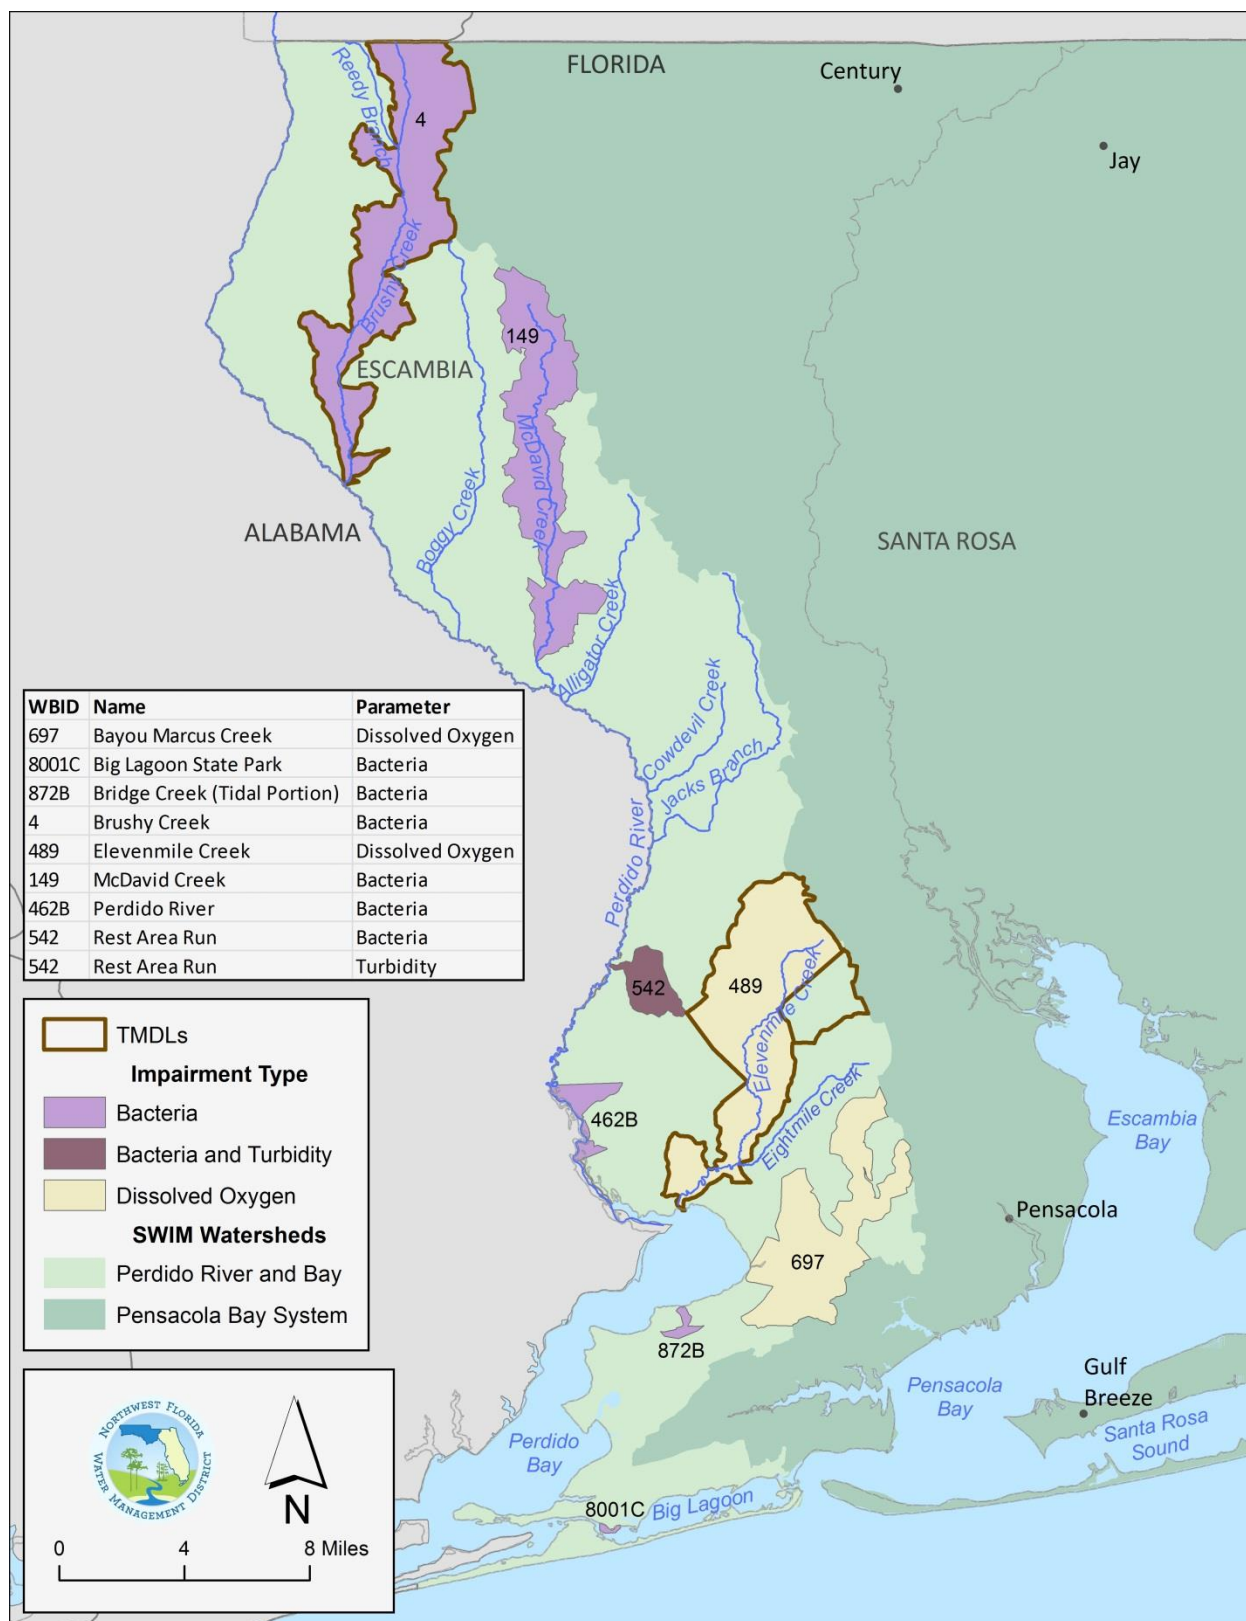 FLORIDA
Century
Jay
Reedy Branch
4
Brushy Creek
ESCAMBIA
149
McDavid Creek
ALABAMA
Boggy Creek
SANTA ROSA
Alligator Creek
Cowdevil Creek
Jacks Branch
Perdido River
WBID Name Parameter
697 Bayou Marcus Creek Dissolved Oxygen
8001C Big Lagoon State Park Bacteria
872B Bridge Creek (Tidal Portion) Bacteria
4 Brushy Creek Bacteria
489 Elevenmile Creek Dissolved Oxygen
149 McDavid Creek Bacteria
462B Perdido River Bacteria
542 Rest Area Run Bacteria
542 Rest Area Run Turbidity
542
489
Elevenmile Creek
Eightmile Creek
462B
Escambia
Bay
Pensacola
697
872B
TMDLs
Impairment Type
Bacteria
Bacteria and Turbidity
Dissolved Oxygen
SWIM Watersheds
Perdido River and Bay
Pensacola Bay System
Gulf
Breeze
Pensacola
Bay
Santa Rosa
Sound
Perdido
Bay
8001C
Big Lagoon
NORTHWEST FLORIDA
WATER MANAGEMENT DISTRICT
N
0 4 8 Miles